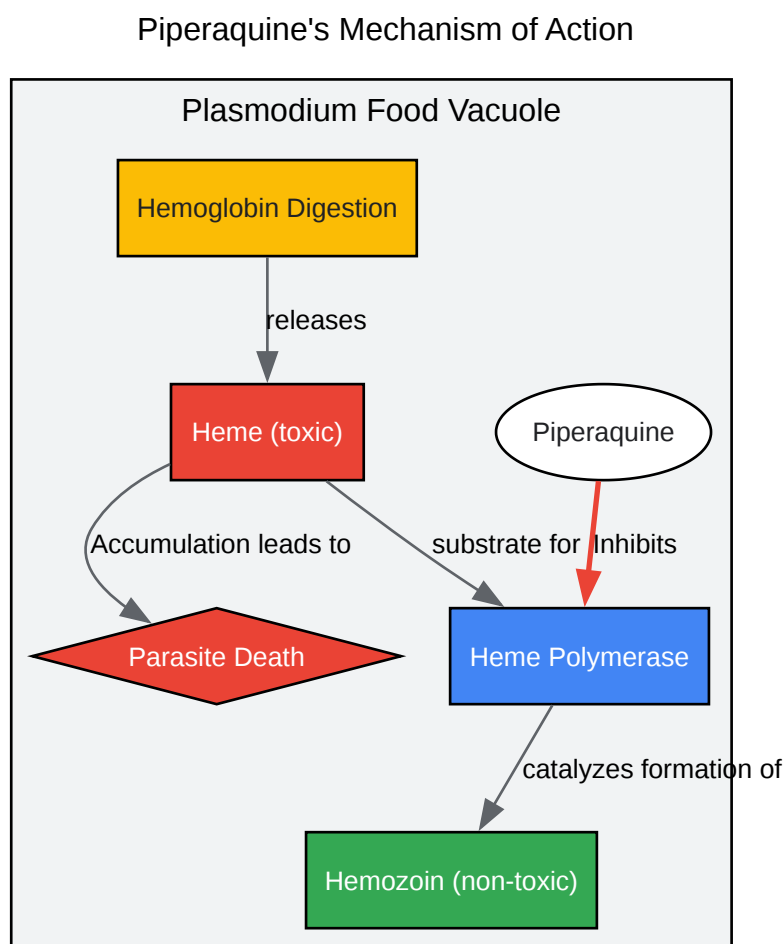 Piperaquine's Mechanism of Action
Plasmodium Food Vacuole
Hemoglobin Digestion
releases
Heme (toxic)
Piperaquine
Accumulation leads to
substrate for
Inhibits
Parasite Death
Heme Polymerase
catalyzes formation of
Hemozoin (non-toxic)